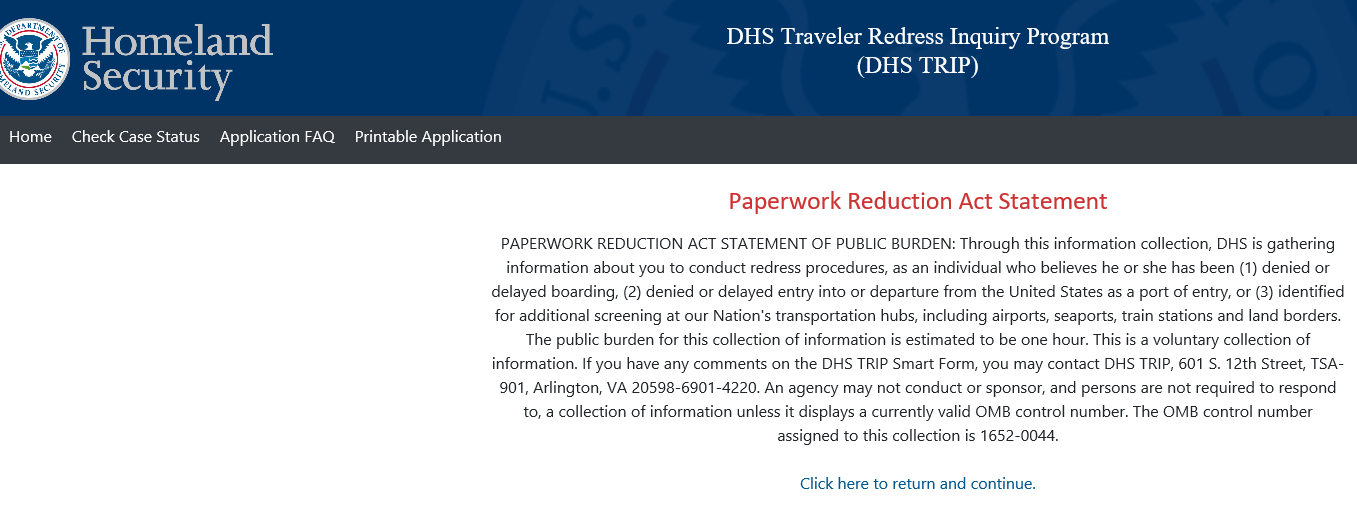 Homeland
Security
DHS Traveler Redress Inquiry Program
(DHS TRIP)
Home Check Case Status Application FAQ Printable Application
Paperwork Reduction Act Statement
PAPERWORK REDUCTION ACT STATEMENT OF PUBLIC BURDEN: Through this information collection, DHS is gathering
information about you to conduct redress procedures, as an individual who believes he or she has been (1) denied or
delayed boarding, (2) denied or delayed entry into or departure from the United States as a port of entry, or (3) identified
for additional screening at our Nation's transportation hubs, including airports, seaports, train stations and land borders.
The public burden for this collection of information is estimated to be one hour. This is a voluntary collection of
information. If you have any comments on the DHS TRIP Smart Form, you may contact DHS TRIP, 601 S. 12th Street, TSA-
901, Arlington, VA 20598-6901-4220. An agency may not conduct or sponsor, and persons are not required to respond
to, a collection of information unless it displays a currently valid OMB control number. The OMB control number
assigned to this collection is 1652-0044.
Click here to return and continue.